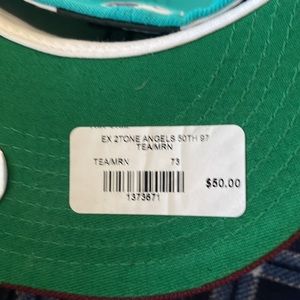 EX 2TONE ANGELS 50TH 97
TEA/MRN
TEA/MRN 73
$50.00
1373671